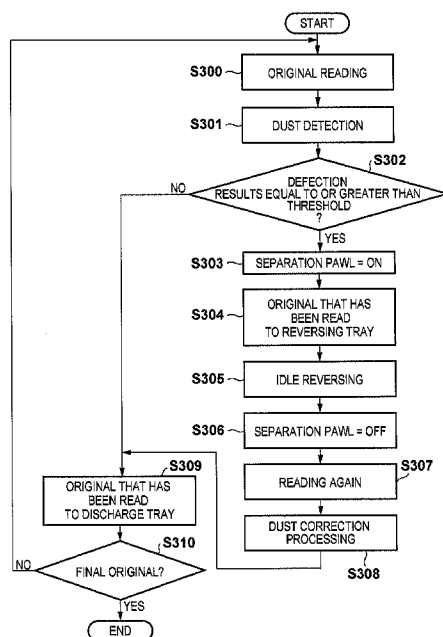 START
S300
ORIGINAL READING
S301
DUST DETECTION
S302
DEFECTION
RESULTS EQUAL TO OR GREATER THAN
THRESHOLD
?
NO
YES
S303
SEPARATION PAWL = ON
S304
ORIGINAL THAT HAS
BEEN READ
TO REVERSING TRAY
S305
IDLE REVERSING
S306
SEPARATION PAWL = OFF
S307
READING AGAIN
DUST CORRECTION
PROCESSING
S308
S309
ORIGINAL THAT HAS
BEEN READ
TO DISCHARGE TRAY
S310
NO
FINAL ORIGINAL?
YES
END